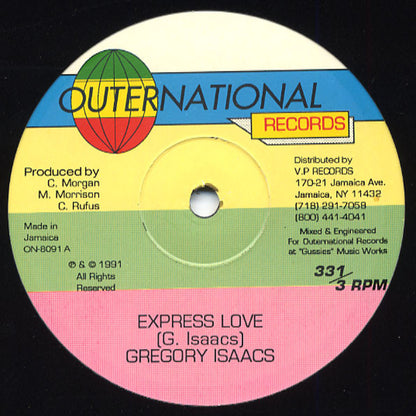 OUTERNATIONAL
RECORDS
Produced by
C. Morgan
M. Morrison
C. Rufus
Distributed by
V.P RECORDS
170-21 Jamaica Ave.
Jamaica, NY 11432
(718) 291-7058
(800) 441-4041
Made in
Jamaica
ON-8091 A
Mixed & Engineered
For Outernational Records
at "Gussies" Music Works
℗ & © 1991
All Rights
Reserved
33 1/3 RPM
EXPRESS LOVE
(G. Isaacs)
GREGORY ISAACS